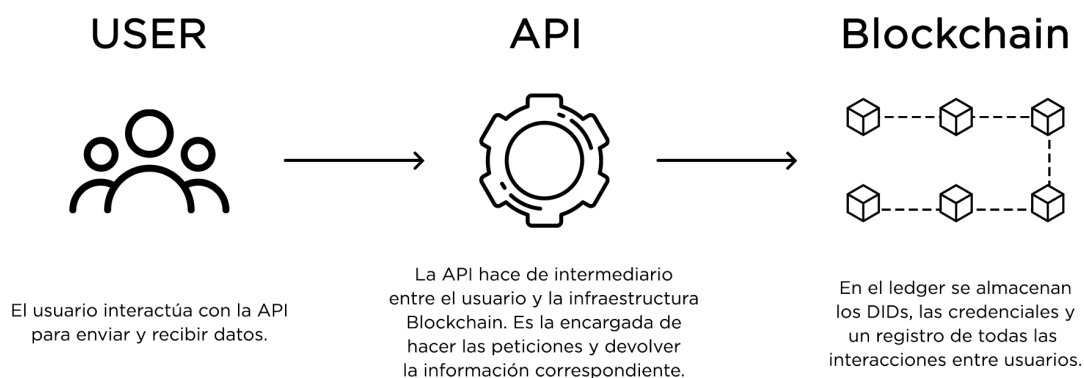 USER
API
Blockchain
El usuario interactúa con la API
para enviar y recibir datos.
La API hace de intermediario
entre el usuario y la infraestructura
Blockchain. Es la encargada de
hacer las peticiones y devolver
la información correspondiente.
En el ledger se almacenan
los DIDs, las credenciales y
un registro de todas las
interacciones entre usuarios.